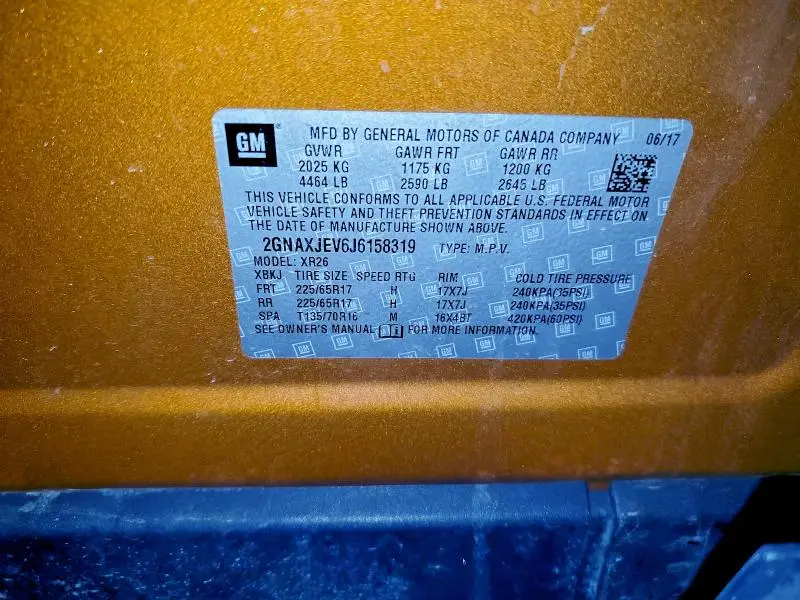 GM MFD BY GENERAL MOTORS OF CANADA COMPANY 06/17
GVWR GAWR FRT GAWR RR
2025 KG 1175 KG 1200 KG
4464 LB 2590 LB 2645 LB
THIS VEHICLE CONFORMS TO ALL APPLICABLE U.S. FEDERAL MOTOR
VEHICLE SAFETY AND THEFT PREVENTION STANDARDS IN EFFECT ON
THE DATE OF MANUFACTURE SHOWN ABOVE.
2GNAXJEV6J6158319 TYPE: M.P.V.
MODEL: XR26
XBKJ TIRE SIZE SPEED RTG RIM COLD TIRE PRESSURE
FRT 225/65R17 H 17X7J 240KPA(35PSI)
RR 225/65R17 H 17X7J 240KPA(35PSI)
SPA T135/70R16 M 16X4BT 420KPA(60PSI)
SEE OWNER'S MANUAL FOR MORE INFORMATION.